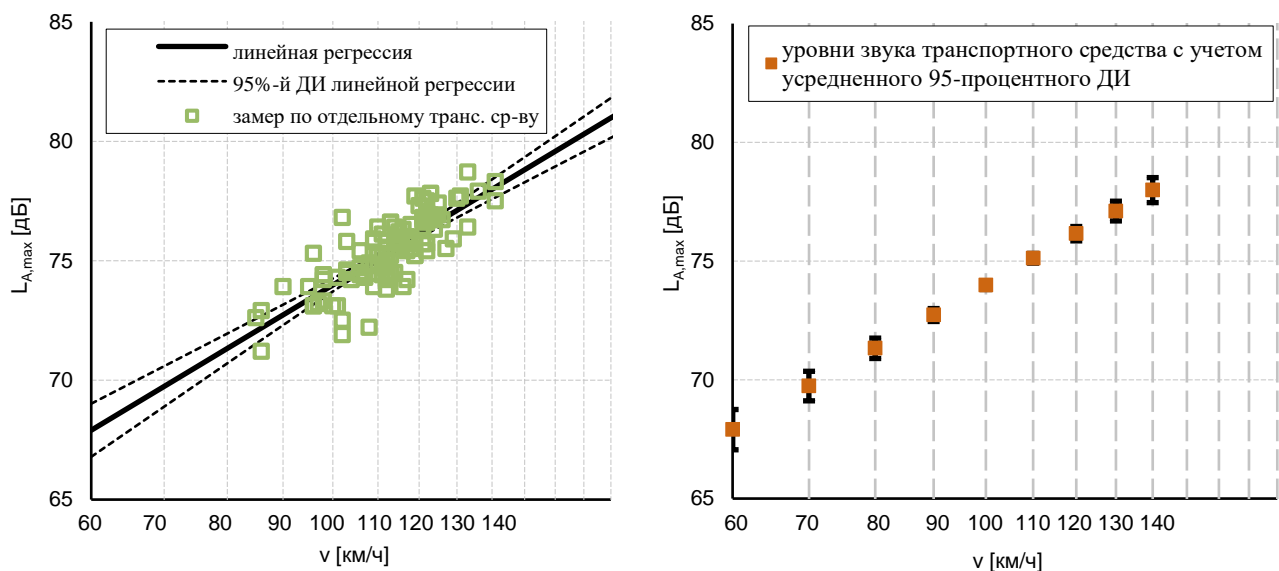 85
80
75
70
65
L_A,max [дБ]
линейная регрессия
95%-й ДИ линейной регрессии
замер по отдельному транс. ср-ву
60 70 80 90 100 110 120 130 140
v [км/ч]
85
80
75
70
65
L_A,max [дБ]
уровни звука транспортного средства с учетом
усредненного 95-процентного ДИ
60 70 80 90 100 110 120 130 140
v [км/ч]